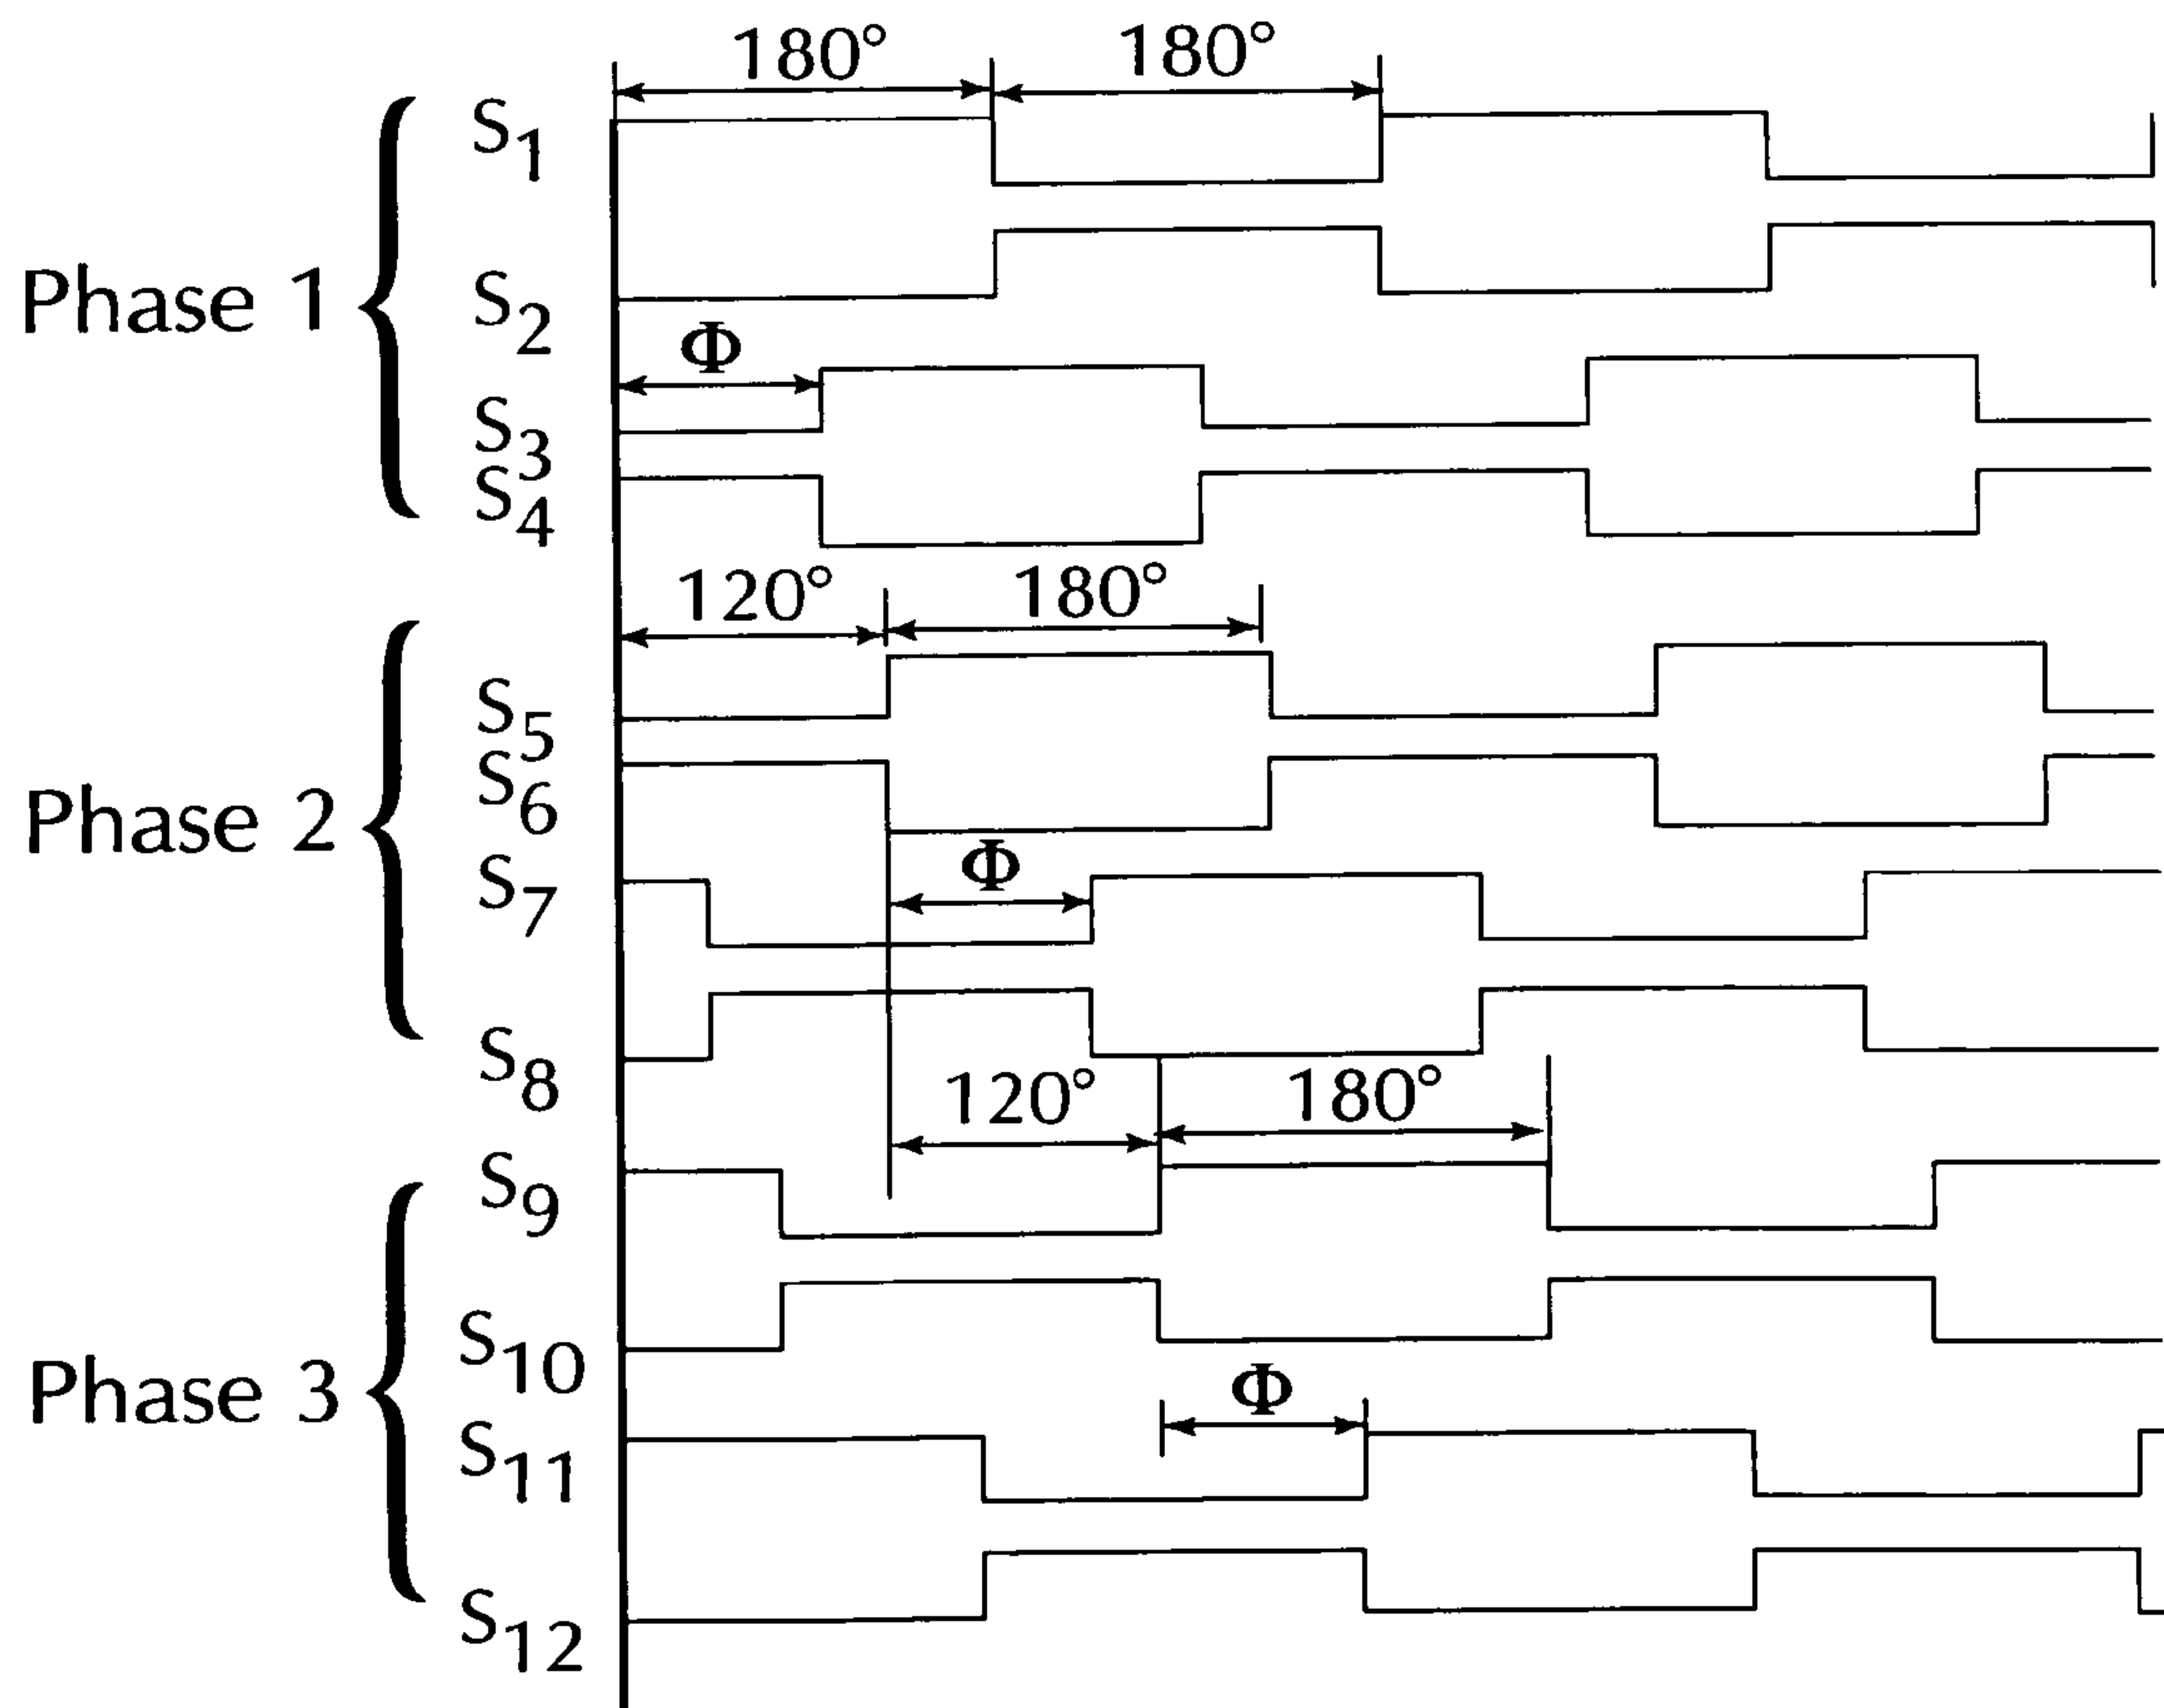 180° 180°
S1
Phase 1
S2
Φ
S3
S4
120° 180°
S5
Phase 2
S6
Φ
S7
S8
120° 180°
S9
Phase 3
S10
Φ
S11
S12